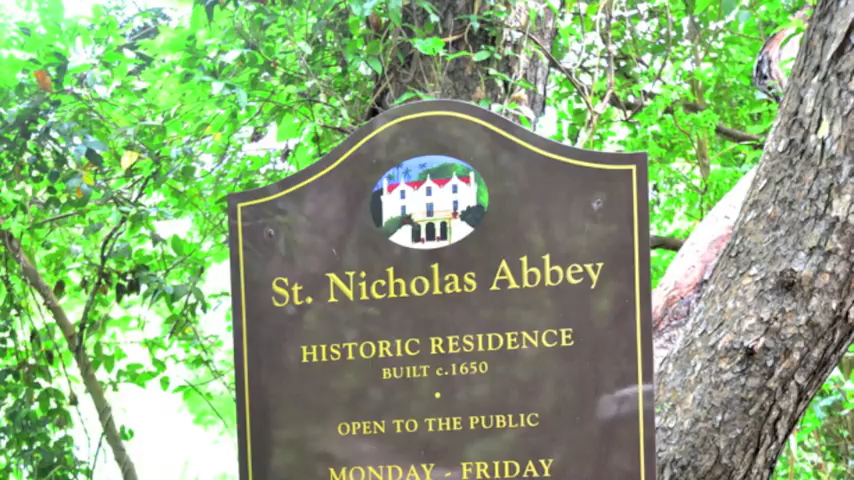 St. Nicholas Abbey
HISTORIC RESIDENCE
BUILT c.1650
OPEN TO THE PUBLIC
MONDAY - FRIDAY